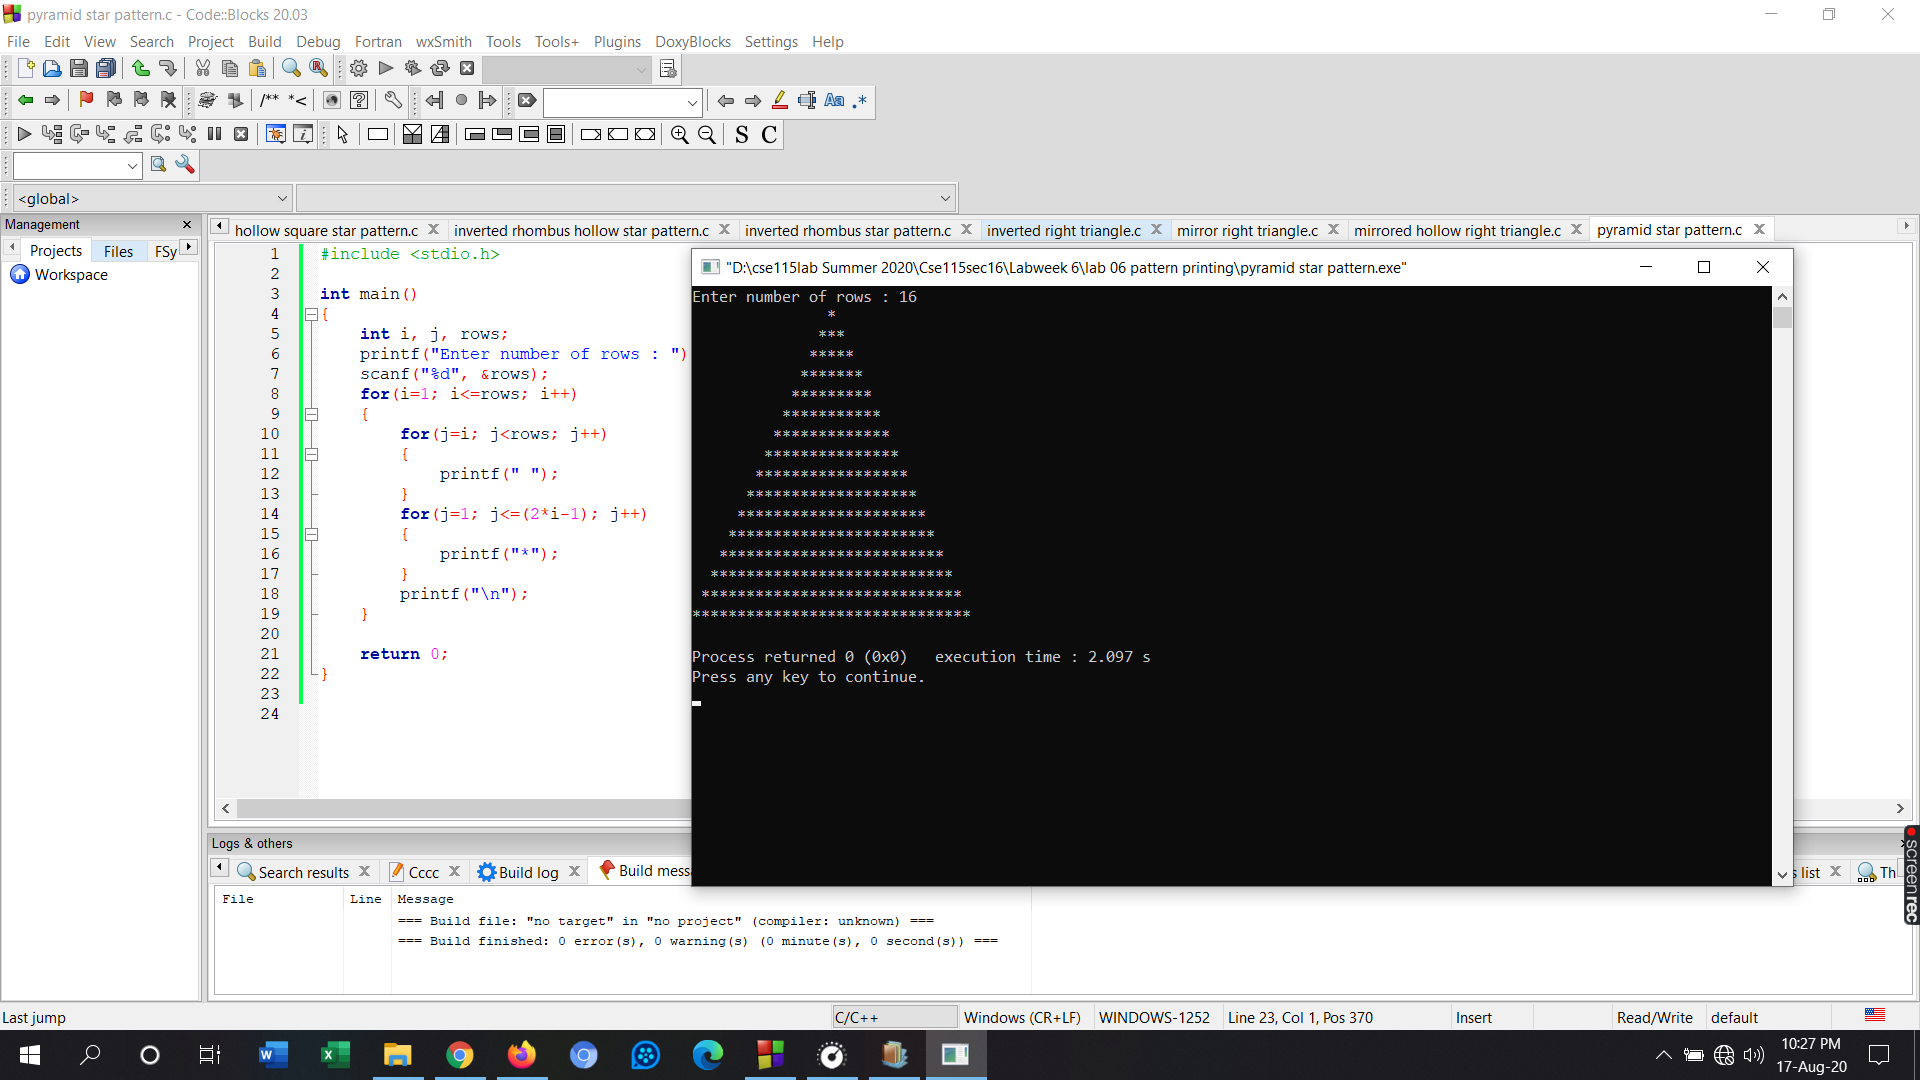 pyramid star pattern.c - Code::Blocks 20.03
File Edit View Search Project Build Debug Fortran wxSmith Tools Tools+ Plugins DoxyBlocks Settings Help
/** *<
Aa .*
S C
<global>
Management
Projects Files FSy
Workspace
hollow square star pattern.c inverted rhombus hollow star pattern.c inverted rhombus star pattern.c inverted right triangle.c mirror right triangle.c mirrored hollow right triangle.c pyramid star pattern.c
1 #include <stdio.h>
2
3 int main()
4 {
5 int i, j, rows;
6 printf("Enter number of rows : ")
7 scanf("%d", &rows);
8 for(i=1; i<=rows; i++)
9 {
10 for(j=i; j<rows; j++)
11 {
12 printf(" ");
13 }
14 for(j=1; j<=(2*i-1); j++)
15 {
16 printf("*");
17 }
18 printf("\n");
19 }
20
21 return 0;
22 }
23
24
"D:\cse115lab Summer 2020\Cse115sec16\Labweek 6\lab 06 pattern printing\pyramid star pattern.exe"
Enter number of rows : 16
*
***
*****
*******
*********
***********
*************
***************
*****************
*******************
*********************
***********************
*************************
***************************
*****************************
*******************************
Process returned 0 (0x0) execution time : 2.097 s
Press any key to continue.
Logs & others
Search results Cccc Build log Build mess s list Th
File Line Message
=== Build file: "no target" in "no project" (compiler: unknown) ===
=== Build finished: 0 error(s), 0 warning(s) (0 minute(s), 0 second(s)) ===
screenrec
Last jump C/C++ Windows (CR+LF) WINDOWS-1252 Line 23, Col 1, Pos 370 Insert Read/Write default
10:27 PM
17-Aug-20